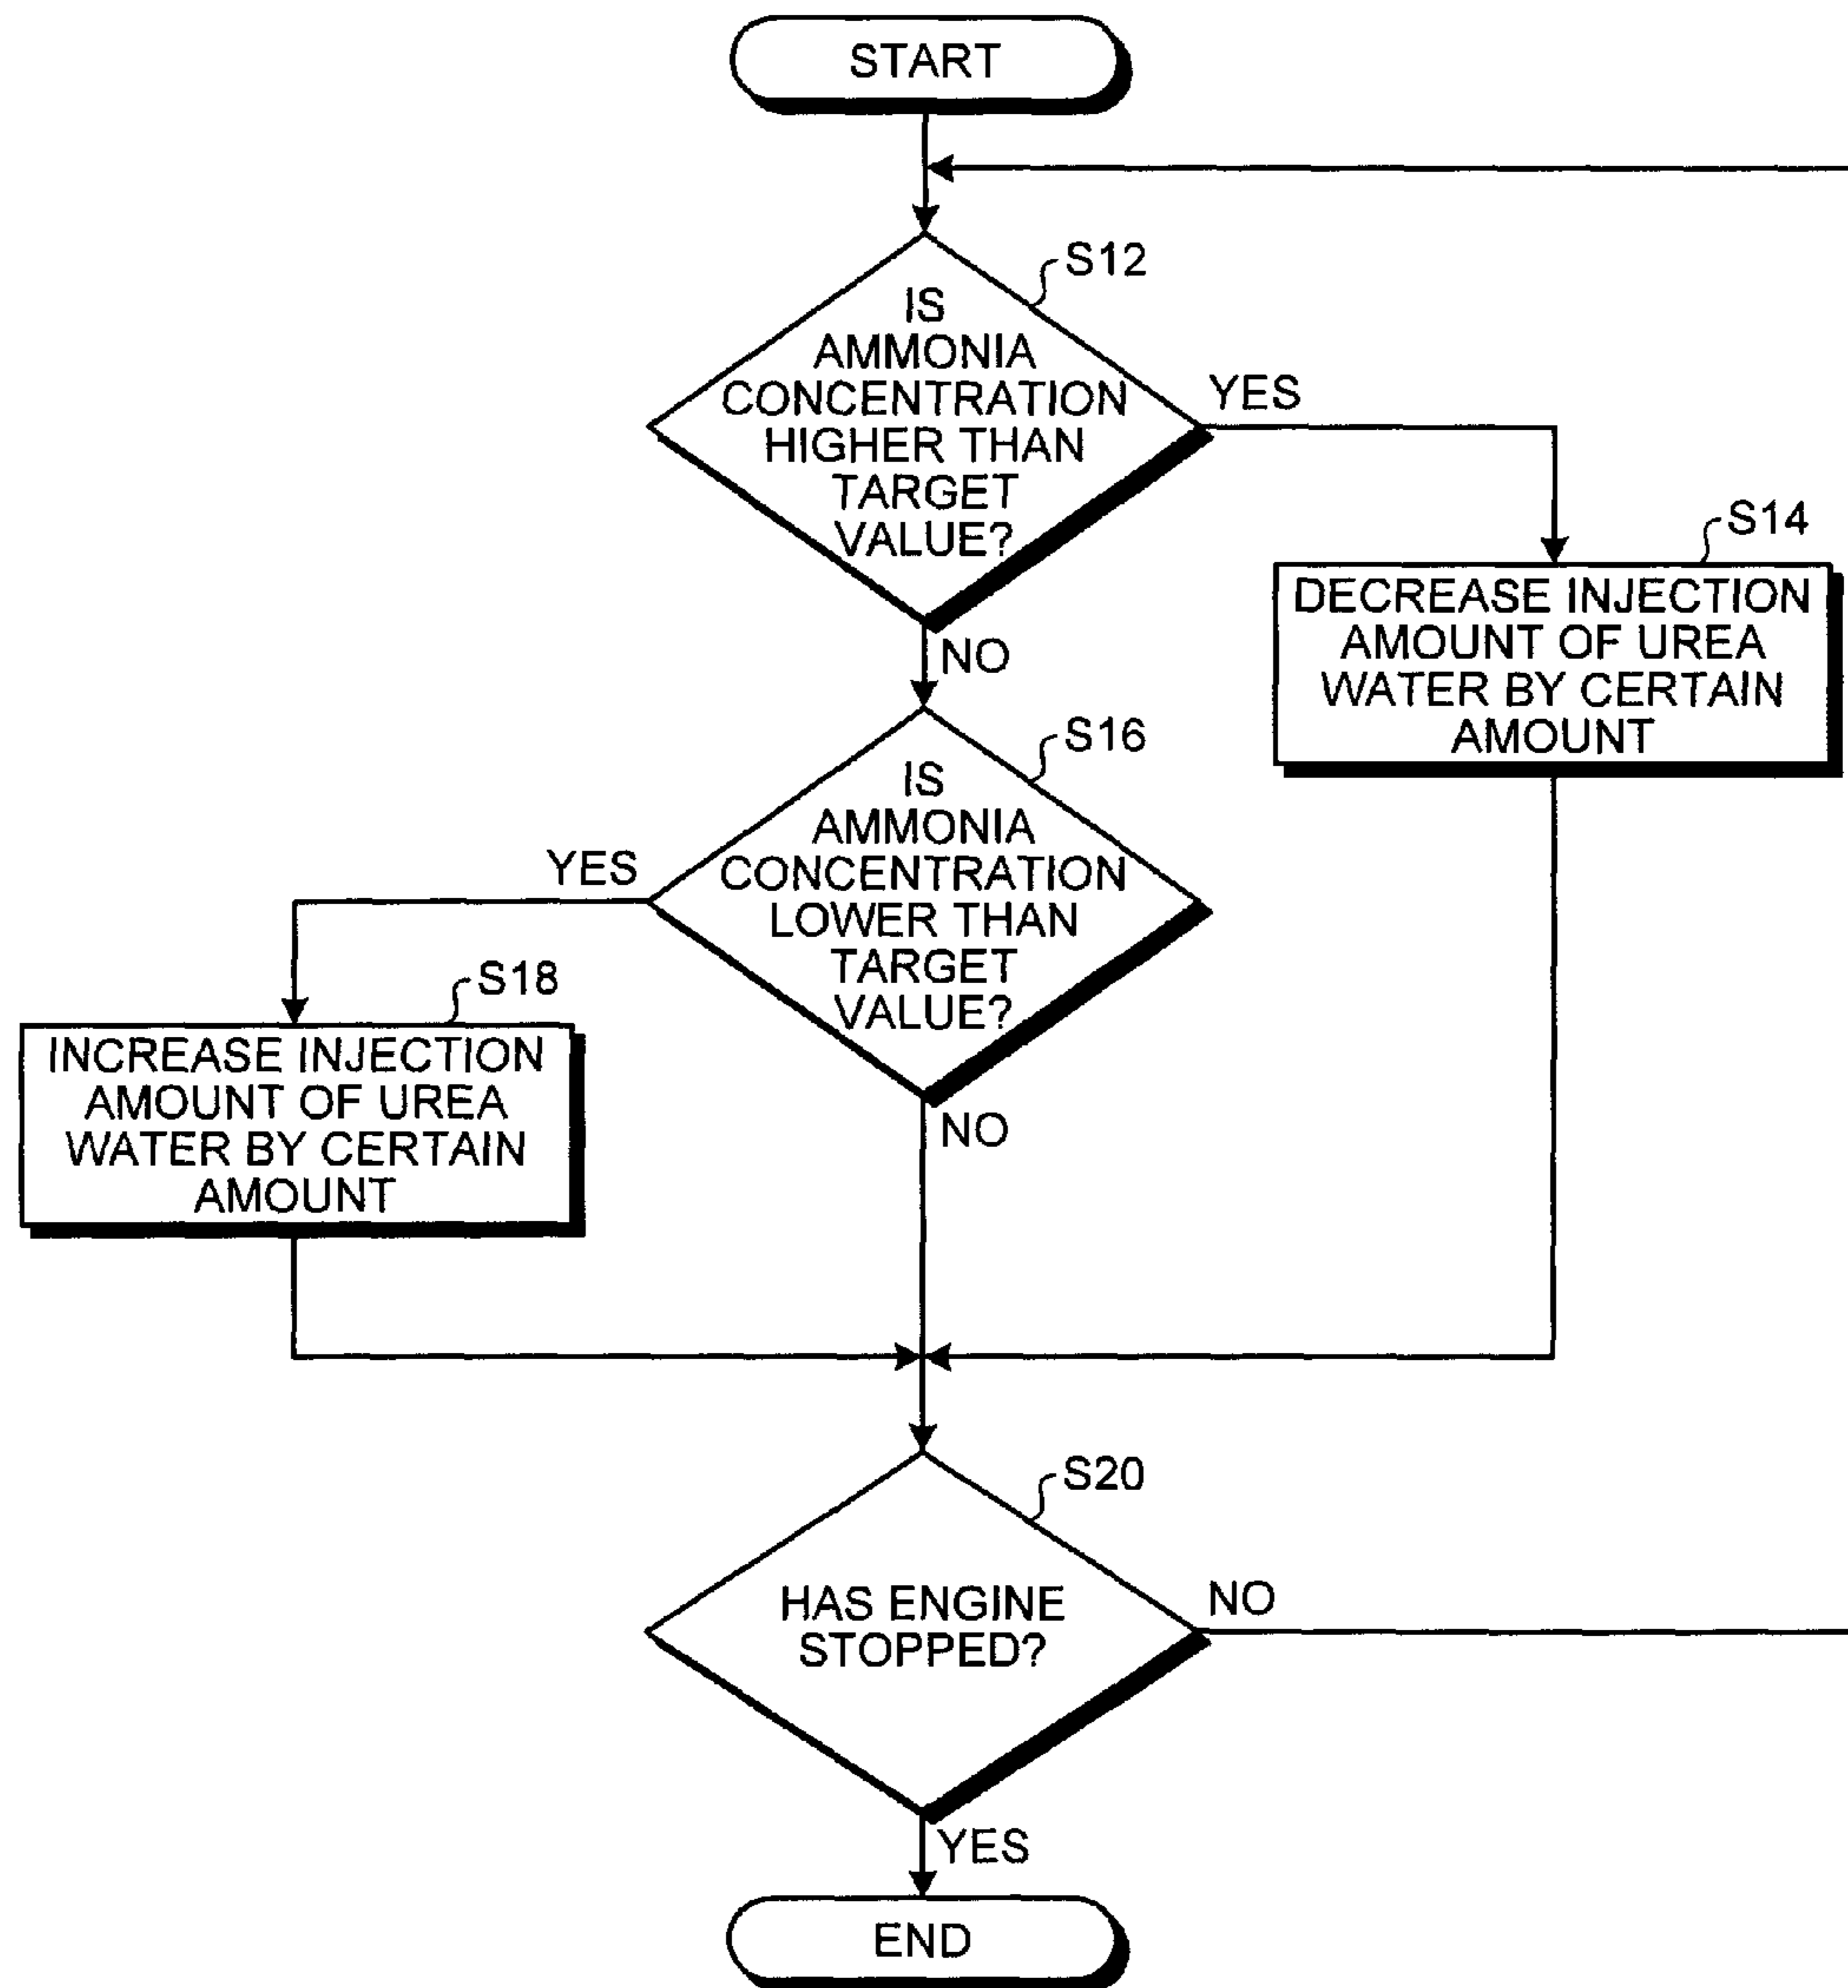 START
S12
IS
AMMONIA
CONCENTRATION
HIGHER THAN
TARGET
VALUE?
YES
NO
S14
DECREASE INJECTION
AMOUNT OF UREA
WATER BY CERTAIN
AMOUNT
S16
IS
AMMONIA
CONCENTRATION
LOWER THAN
TARGET
VALUE?
YES
NO
S18
INCREASE INJECTION
AMOUNT OF UREA
WATER BY CERTAIN
AMOUNT
S20
HAS ENGINE
STOPPED?
NO
YES
END